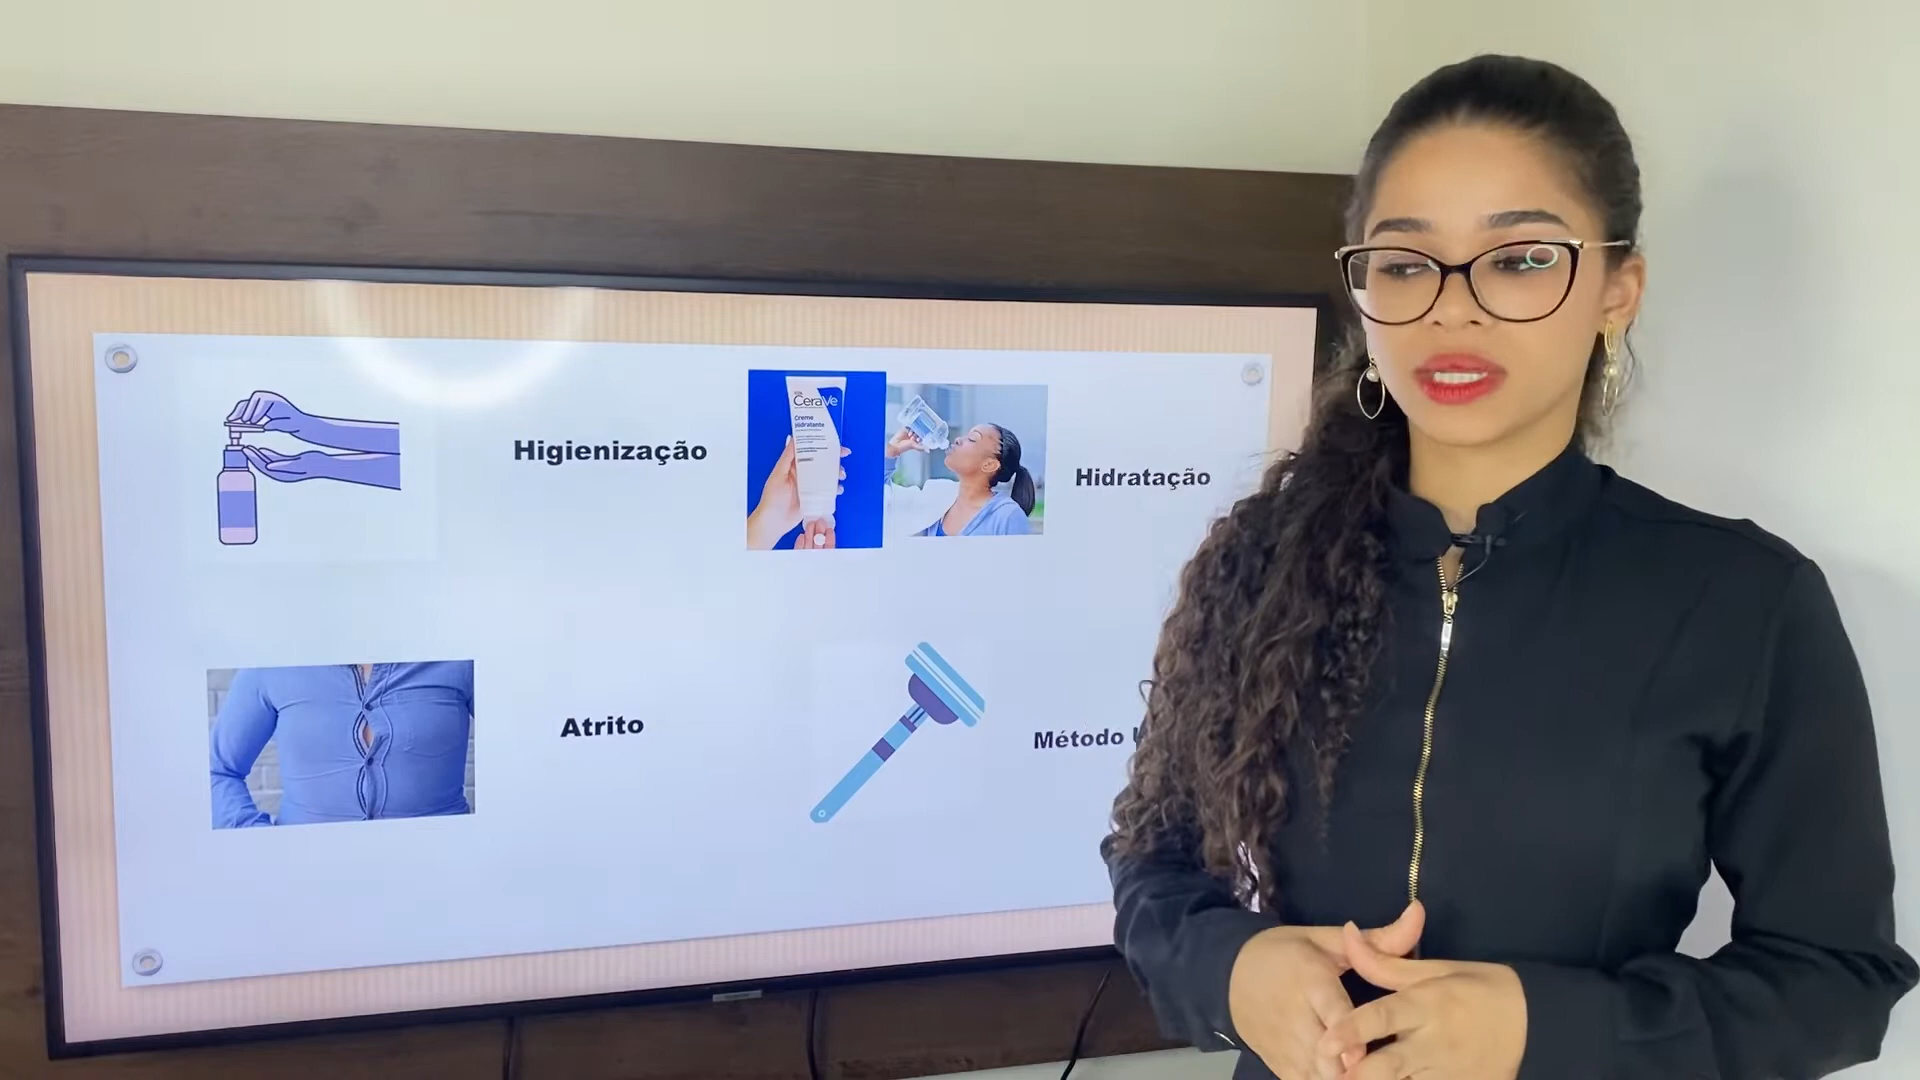 Higienização
CeraVe
Creme
Hidratante
Hidratação
Atrito
Método